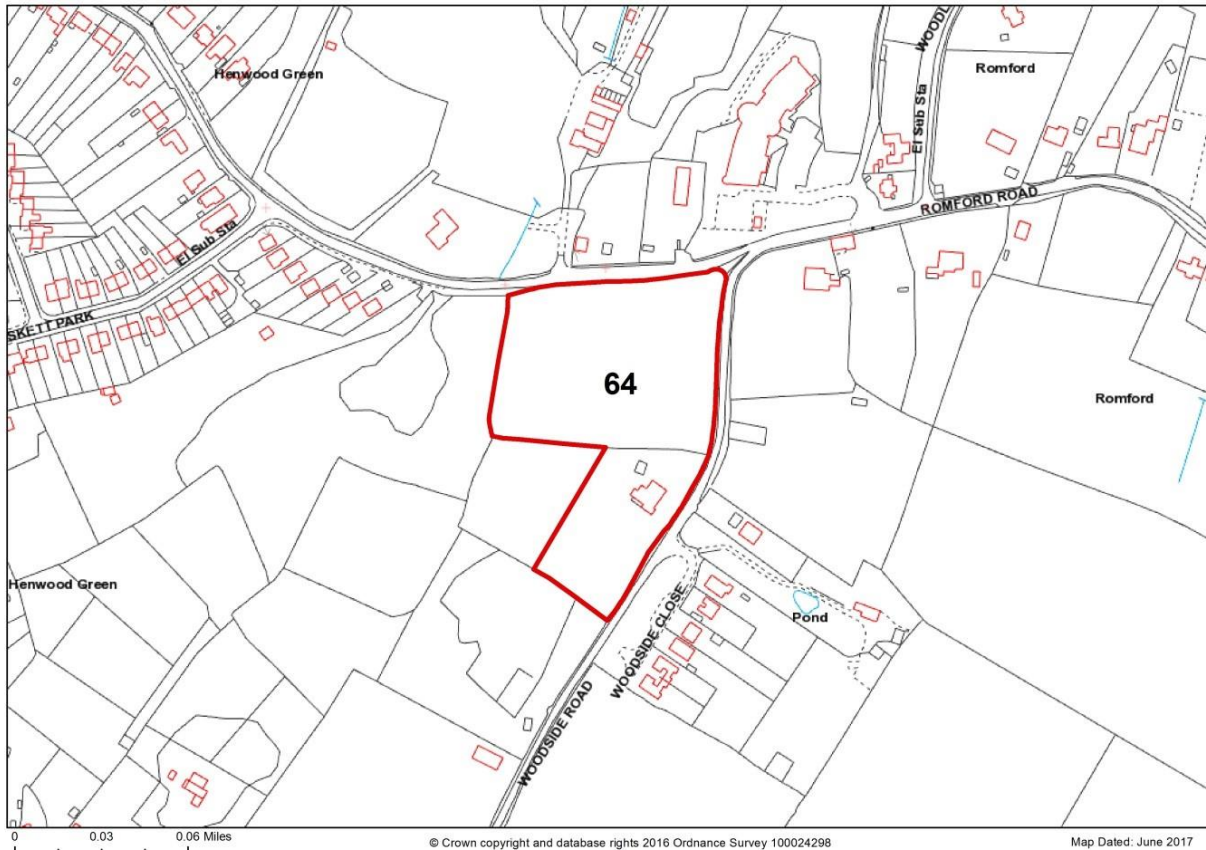 WOODL
Henwood Green
Romford
El Sub Sta
ROMFORD ROAD
El Sub Sta
SKETT PARK
64
Romford
Henwood Green
Pond
WOODSIDE CLOSE
WOODSIDE ROAD
0 0.03 0.06 Miles
© Crown copyright and database rights 2016 Ordnance Survey 100024298
Map Dated: June 2017